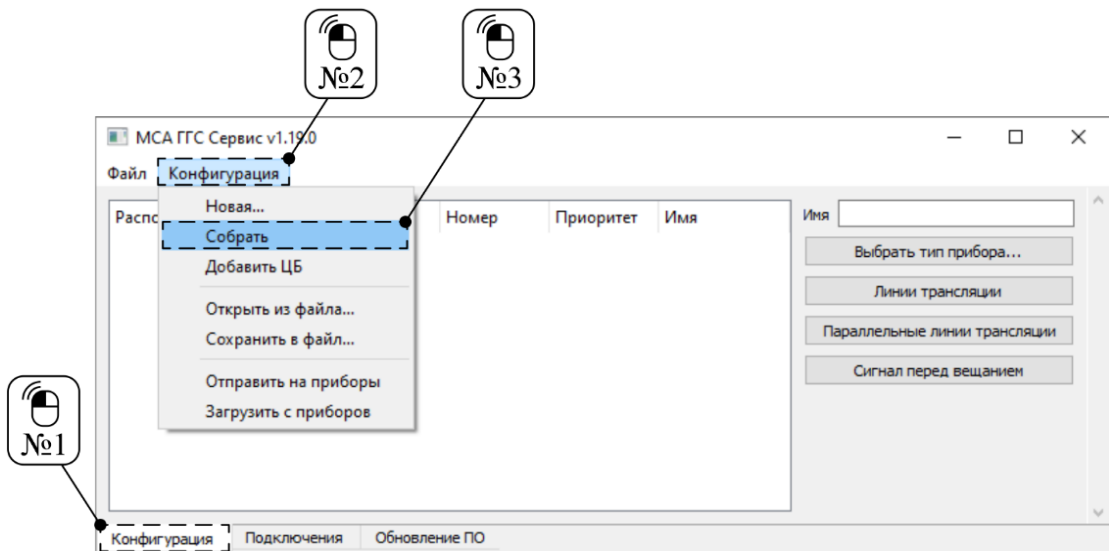 №2
№3
МСА ГГС Сервис v1.19.0
Файл Конфигурация
Новая...
Собрать
Добавить ЦБ
Открыть из файла...
Сохранить в файл...
Отправить на приборы
Загрузить с приборов
Распо
Номер Приоритет Имя
Имя
Выбрать тип прибора...
Линии трансляции
Параллельные линии трансляции
Сигнал перед вещанием
№1
Конфигурация Подключения Обновление ПО